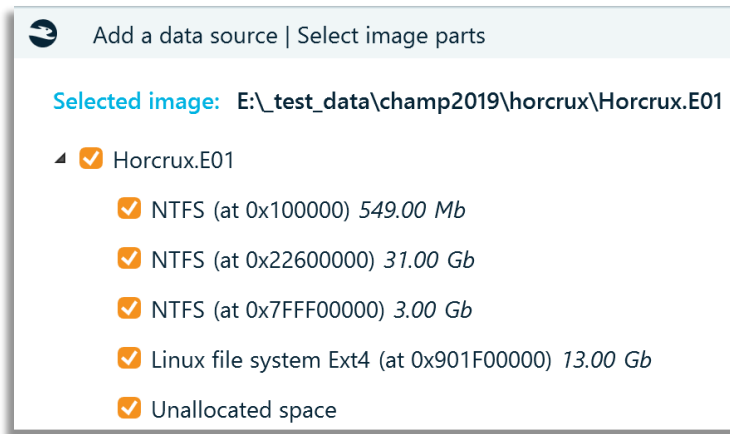 Add a data source | Select image parts
Selected image: E:\_test_data\champ2019\horcrux\Horcrux.E01
Horcrux.E01
NTFS (at 0x100000) 549.00 Mb
NTFS (at 0x22600000) 31.00 Gb
NTFS (at 0x7FFF00000) 3.00 Gb
Linux file system Ext4 (at 0x901F00000) 13.00 Gb
Unallocated space